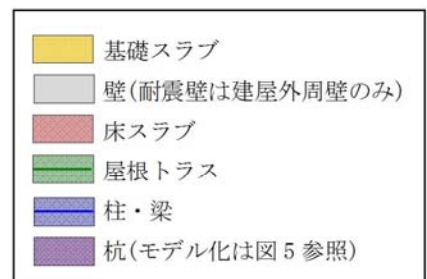 基礎スラブ
壁(耐震壁は建屋外周壁のみ)
床スラブ
屋根トラス
柱・梁
杭(モデル化は図5参照)